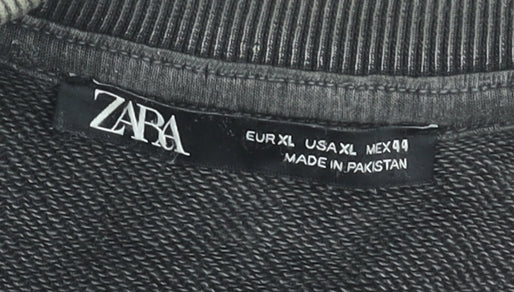 ZARA
EUR XL USA XL MEX 44
MADE IN PAKISTAN